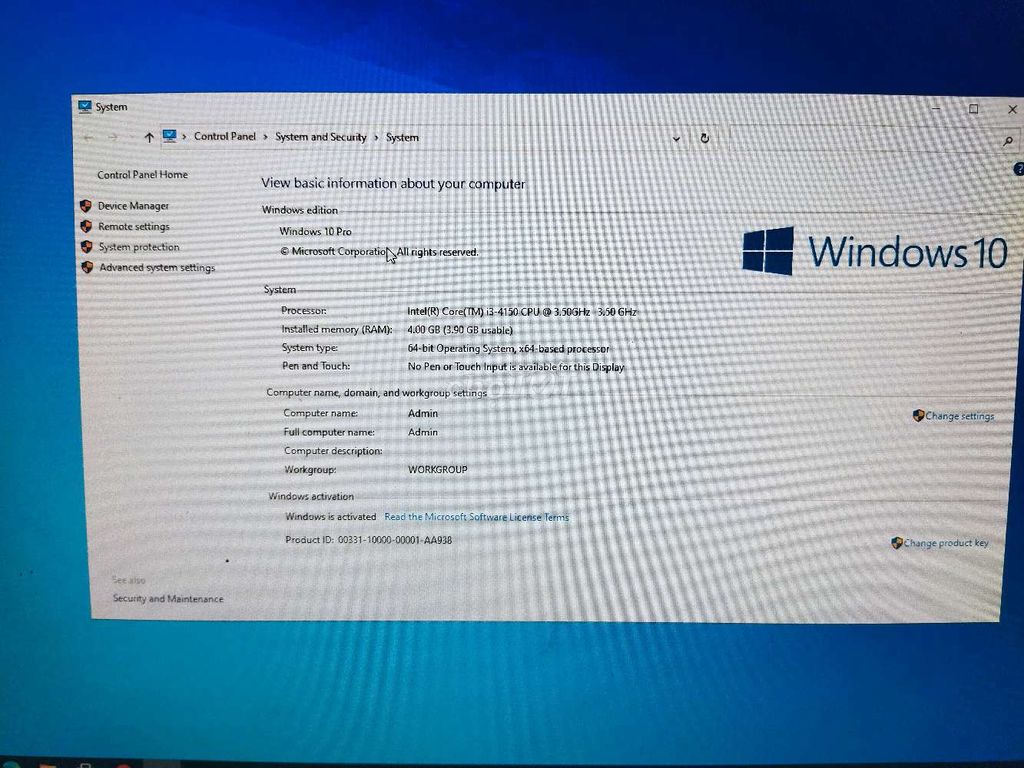 System
Control Panel › System and Security › System
Control Panel Home
Device Manager
Remote settings
System protection
Advanced system settings
View basic information about your computer
Windows edition
Windows 10 Pro
© Microsoft Corporation All rights reserved.
Windows 10
System
Processor: Intel(R) Core(TM) i3-4150 CPU @ 3.50GHz 3.50 GHz
Installed memory (RAM): 4.00 GB (3.90 GB usable)
System type: 64-bit Operating System, x64-based processor
Pen and Touch: No Pen or Touch Input is available for this Display
Computer name, domain, and workgroup settings
Computer name: Admin
Change settings
Full computer name: Admin
Computer description:
Workgroup: WORKGROUP
Windows activation
Windows is activated Read the Microsoft Software License Terms
Product ID: 00331-10000-00001-AA938
Change product key
See also
Security and Maintenance